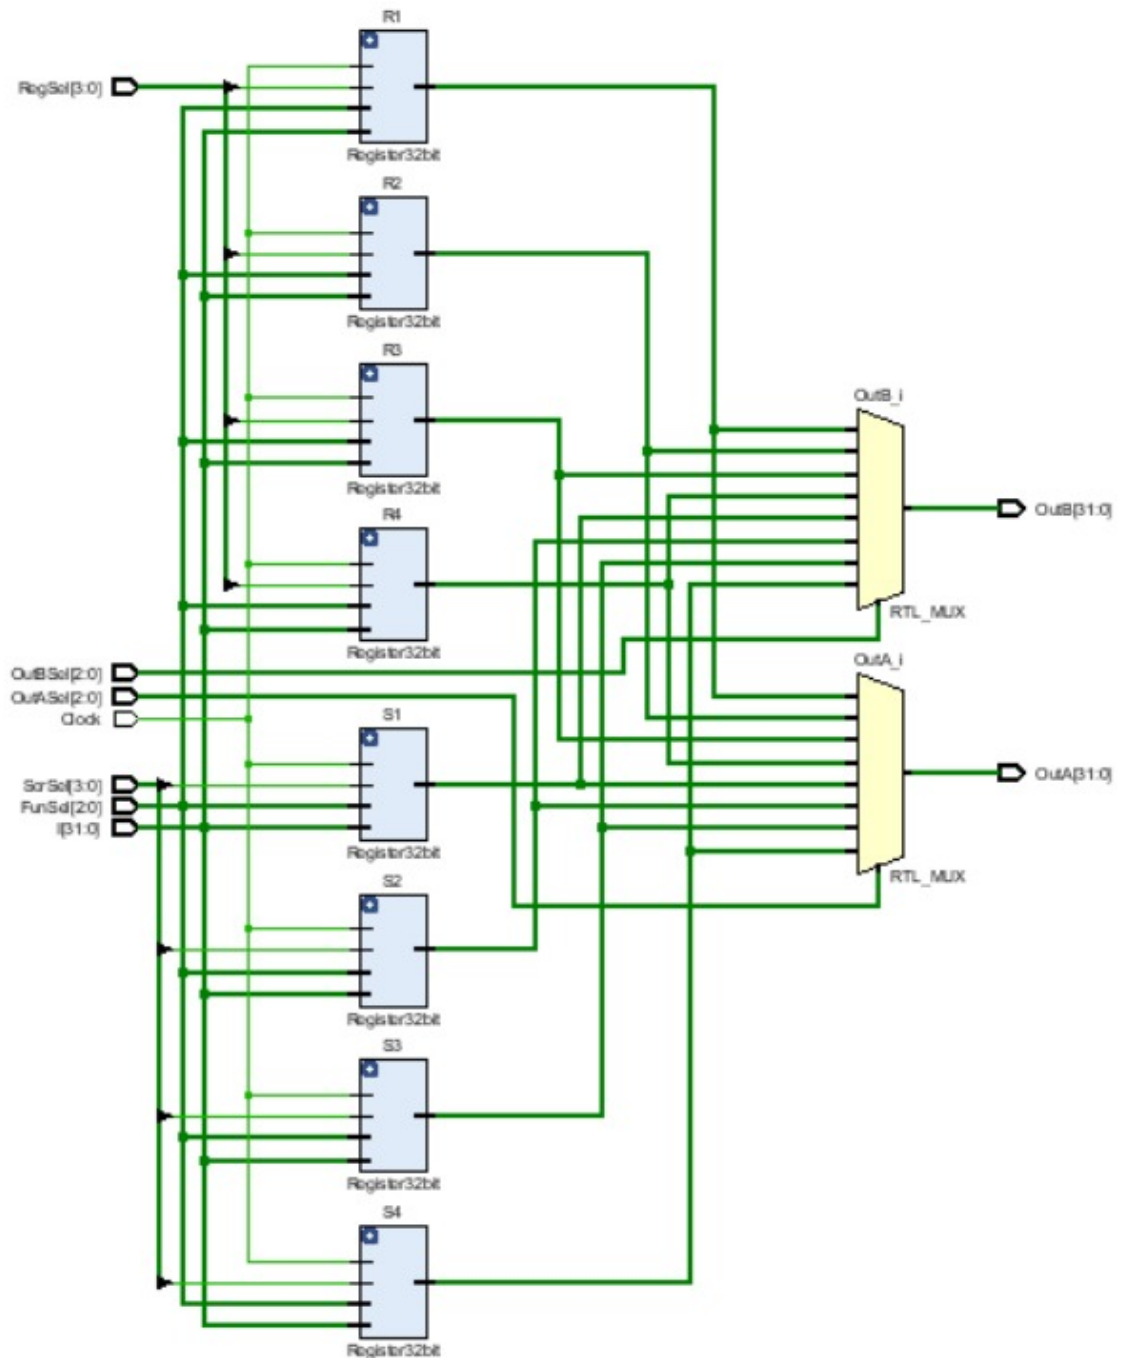 R1
RegSel[3:0]
Register32bit
R2
Register32bit
R3
Register32bit
OutB_i
OutB[31:0]
R4
RTL_MUX
Register32bit
OutBSel[2:0]
OutA_i
OutASel[2:0]
Clock
S1
OutA[31:0]
ScrSel[3:0]
FunSel[2:0]
I[31:0]
Register32bit
RTL_MUX
S2
Register32bit
S3
Register32bit
S4
Register32bit